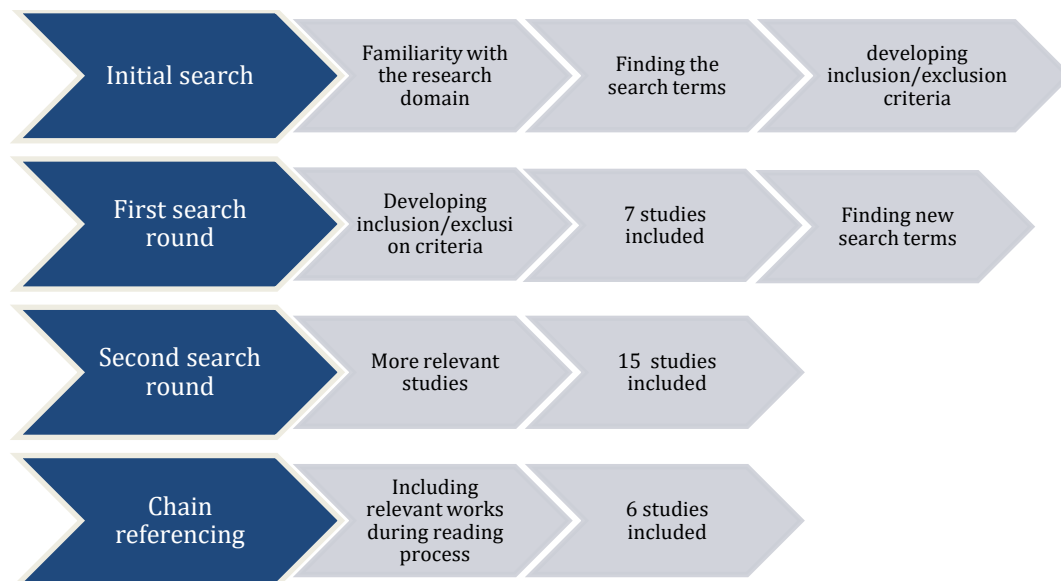 Initial search
Familiarity with
the research
domain
Finding the
search terms
developing
inclusion/exclusion
criteria
First search
round
Developing
inclusion/exclusi
on criteria
7 studies
included
Finding new
search terms
Second search
round
More relevant
studies
15 studies
included
Chain
referencing
Including
relevant works
during reading
process
6 studies
included